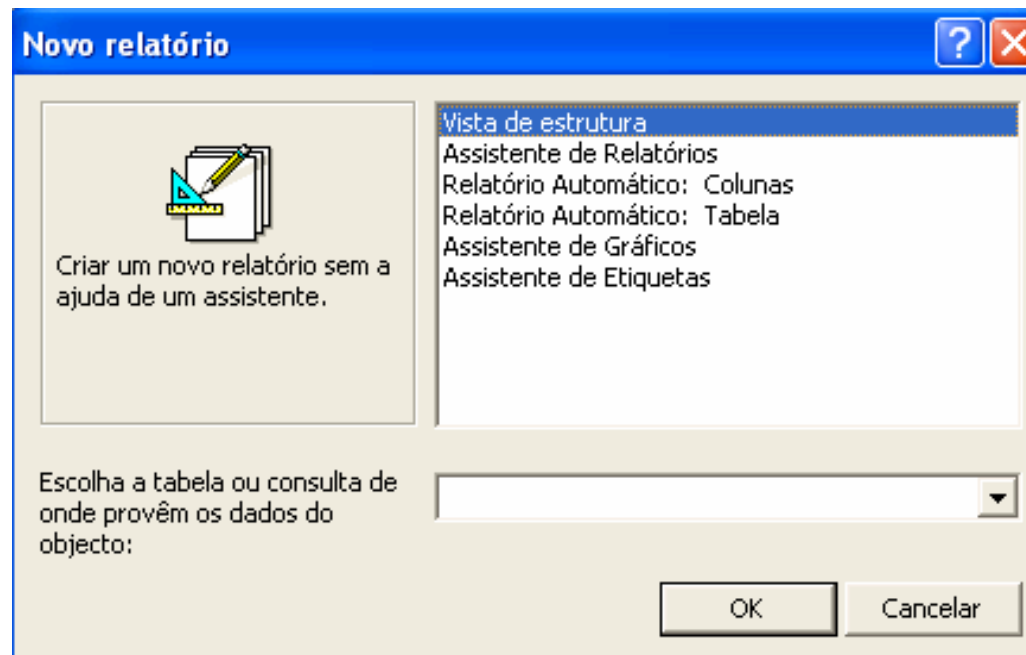 Novo relatório
Vista de estrutura
Assistente de Relatórios
Relatório Automático: Colunas
Relatório Automático: Tabela
Assistente de Gráficos
Assistente de Etiquetas
Criar um novo relatório sem a
ajuda de um assistente.
Escolha a tabela ou consulta de
onde provêm os dados do
objecto:
OK
Cancelar